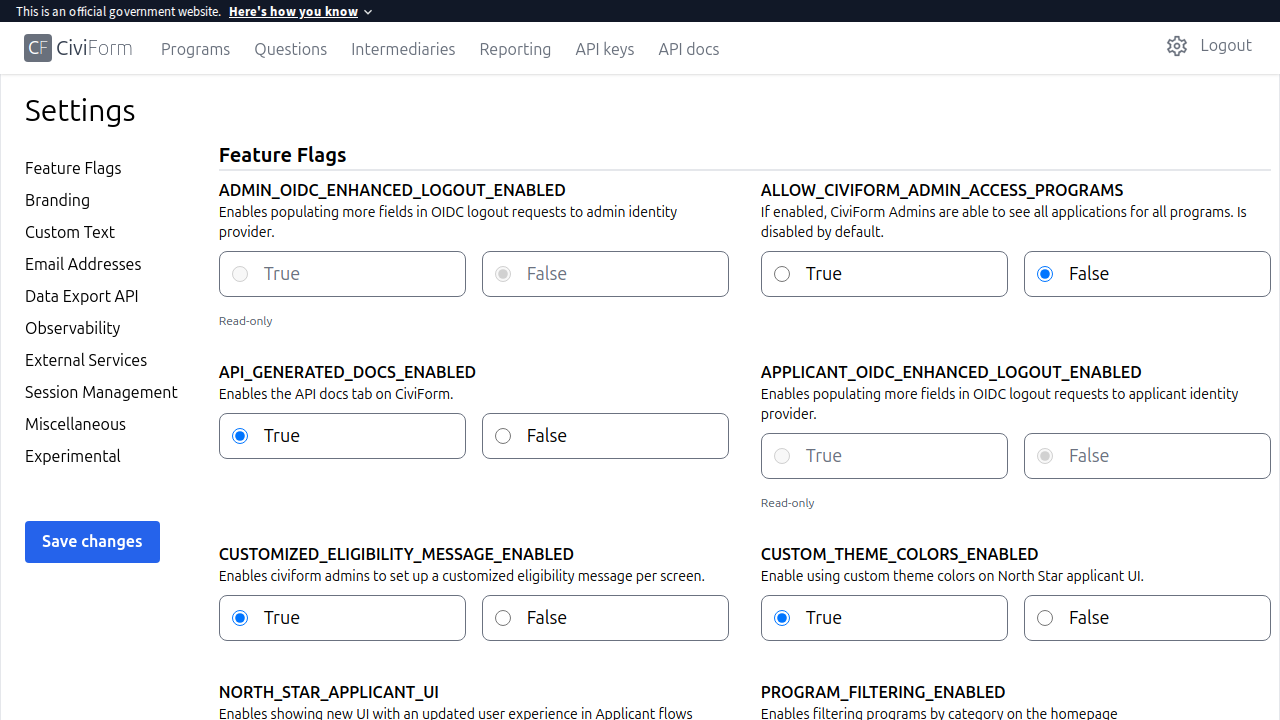 This is an official government website. Here's how you know
CF CiviForm Programs Questions Intermediaries Reporting API keys API docs Logout
Settings
Feature Flags
Branding
Custom Text
Email Addresses
Data Export API
Observability
External Services
Session Management
Miscellaneous
Experimental
Save changes
Feature Flags
ADMIN_OIDC_ENHANCED_LOGOUT_ENABLED
Enables populating more fields in OIDC logout requests to admin identity
provider.
True False
Read-only
ALLOW_CIVIFORM_ADMIN_ACCESS_PROGRAMS
If enabled, CiviForm Admins are able to see all applications for all programs. Is
disabled by default.
True False
API_GENERATED_DOCS_ENABLED
Enables the API docs tab on CiviForm.
True False
APPLICANT_OIDC_ENHANCED_LOGOUT_ENABLED
Enables populating more fields in OIDC logout requests to applicant identity
provider.
True False
Read-only
CUSTOMIZED_ELIGIBILITY_MESSAGE_ENABLED
Enables civiform admins to set up a customized eligibility message per screen.
True False
CUSTOM_THEME_COLORS_ENABLED
Enable using custom theme colors on North Star applicant UI.
True False
NORTH_STAR_APPLICANT_UI
Enables showing new UI with an updated user experience in Applicant flows
PROGRAM_FILTERING_ENABLED
Enables filtering programs by category on the homepage